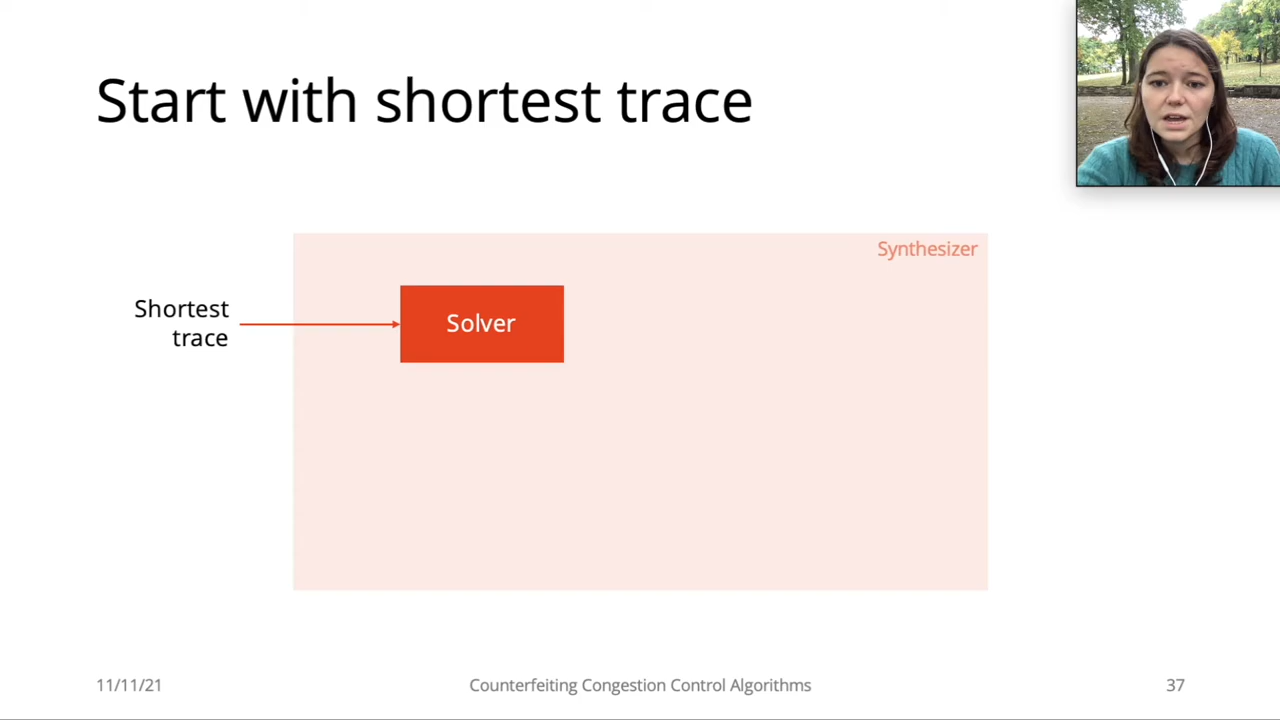 Start with shortest trace
Synthesizer
Shortest
trace
Solver
11/11/21
Counterfeiting Congestion Control Algorithms
37